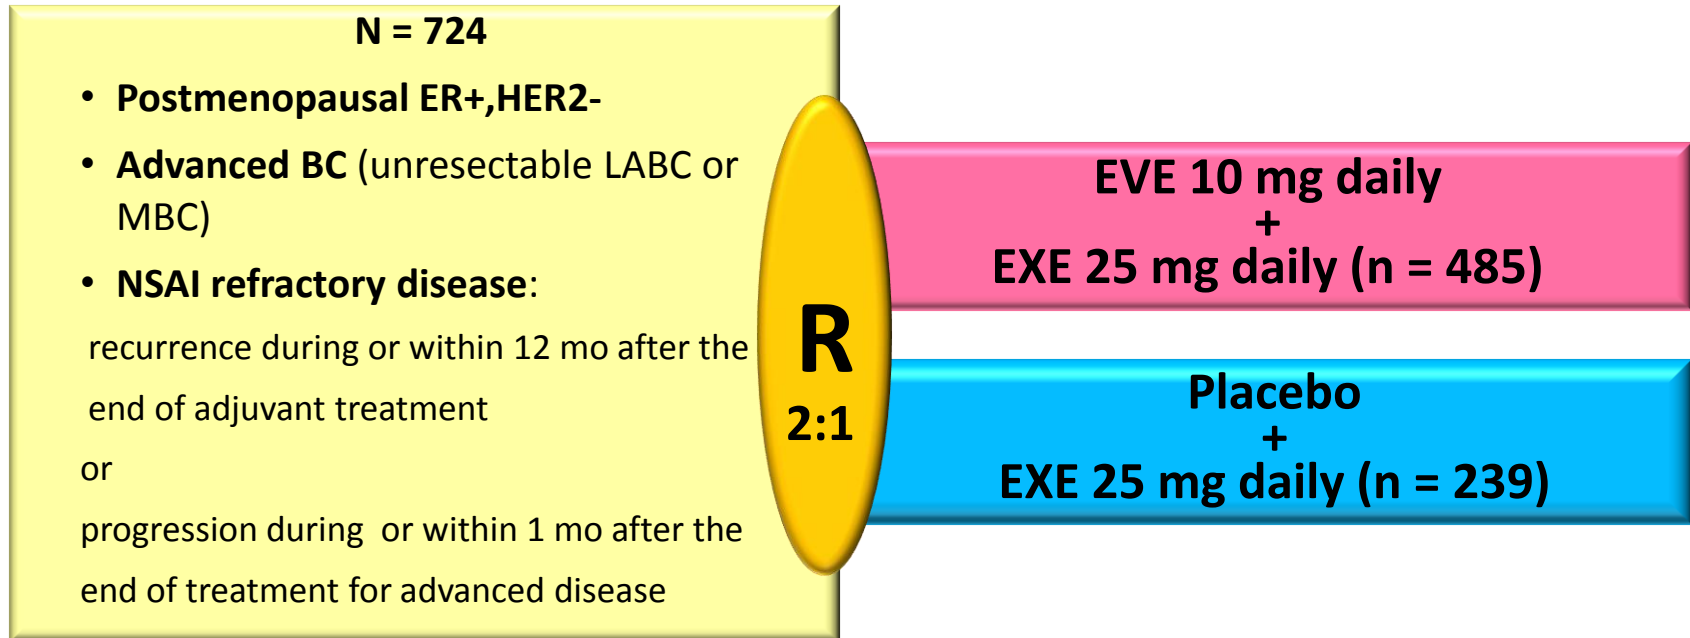 N = 724
• Postmenopausal ER+,HER2-
• Advanced BC (unresectable LABC or
MBC)
• NSAI refractory disease:
recurrence during or within 12 mo after the
end of adjuvant treatment
or
progression during or within 1 mo after the
end of treatment for advanced disease
R
2:1
EVE 10 mg daily
+
EXE 25 mg daily (n = 485)
Placebo
+
EXE 25 mg daily (n = 239)